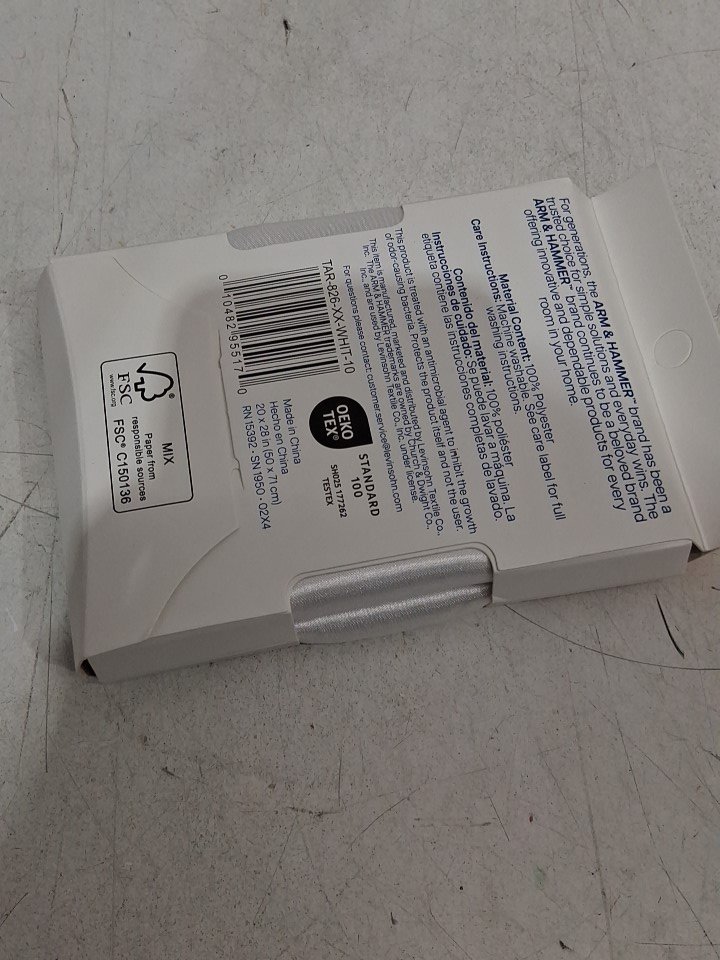 For generations, the ARM & HAMMER™ brand has been a
trusted choice for simple solutions and everyday wins. The
ARM & HAMMER™ brand continues to be a beloved brand
offering innovative and dependable products for every
room in your home.
Material Content: 100% Polyester
Care Instructions: Machine washable. See care label for full
washing instructions.
Contenido del material: 100% poliéster
Instrucciones de cuidado: Se puede lavar a máquina. La
etiqueta contiene las instrucciones completas de lavado.
This product is treated with an antimicrobial agent to inhibit the growth
of odor-causing bacteria. Protects the product itself and not the user.
This item is manufactured, marketed and distributed by Levinsohn Textile Co.,
Inc. The ARM & HAMMER trademarks are owned by Church & Dwight Co.,
Inc. and are used by Levinsohn Textile Co., Inc. under license.
For questions please contact: customer.service@levinsohn.com
TAR-826-XX-WHIT-10
0 10482 95517 0
OEKO
TEX®
STANDARD
100
SH025 177262
TESTEX
Made in China
Hecho en China
20 x 28 in (50 x 71 cm)
RN15392 · SN1950 · 02X4
FSC
www.fsc.org
MIX
Paper from
responsible sources
FSC® C150136